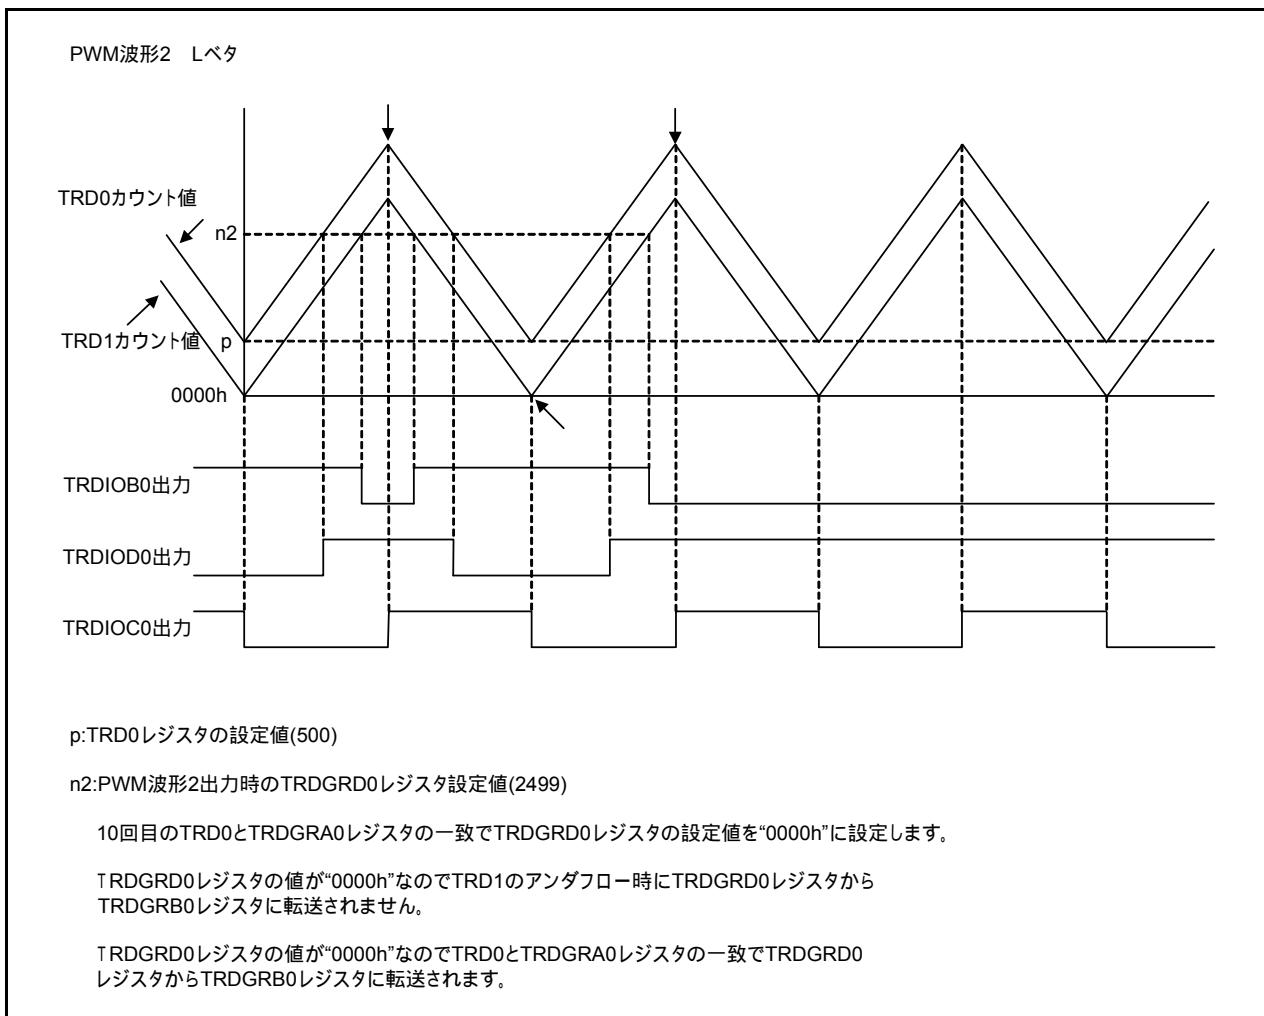 PWM波形2 Lベタ
TRD0カウント値
n2
TRD1カウント値
p
0000h
TRDIOB0出力
TRDIOD0出力
TRDIOC0出力
p:TRD0レジスタの設定値(500)
n2:PWM波形2出力時のTRDGRD0レジスタ設定値(2499)
10回目のTRD0とTRDGRA0レジスタの一致でTRDGRD0レジスタの設定値を“0000h”に設定します。
TRDGRD0レジスタの値が“0000h”なのでTRD1のアンダフロー時にTRDGRD0レジスタから
TRDGRB0レジスタに転送されません。
TRDGRD0レジスタの値が“0000h”なのでTRD0とTRDGRA0レジスタの一致でTRDGRD0
レジスタからTRDGRB0レジスタに転送されます。